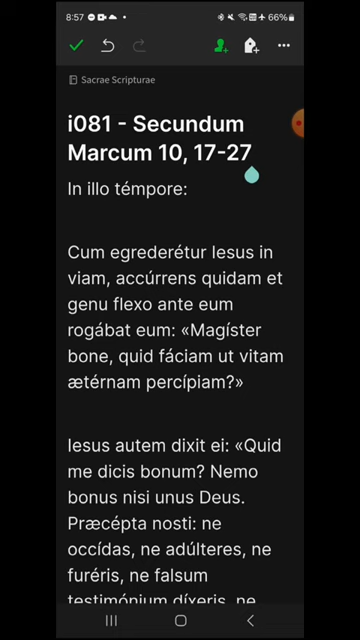 8:57
66%
Sacrae Scripturae
i081 - Secundum
Marcum 10, 17-27
In illo témpore:
Cum egrederétur Iesus in
viam, accúrrens quidam et
genu flexo ante eum
rogábat eum: «Magíster
bone, quid fáciam ut vitam
ætérnam percípiam?»
Iesus autem dixit ei: «Quid
me dicis bonum? Nemo
bonus nisi unus Deus.
Præcépta nosti: ne
occídas, ne adúlteres, ne
furéris, ne falsum
testimónium díxeris, ne